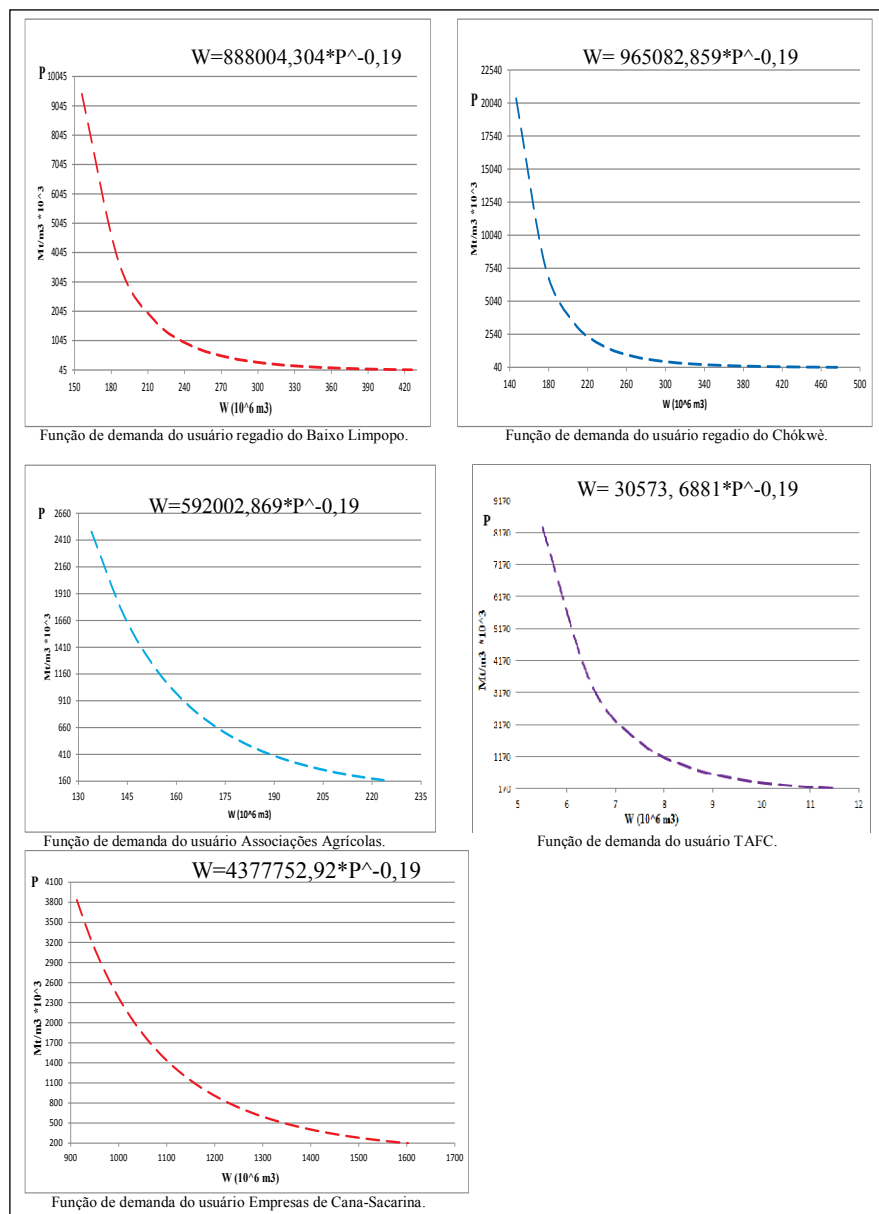 W=888004,304*P^-0,19
P
10045
9045
8045
7045
6045
5045
4045
3045
2045
1045
45
Mt/m3 *10^3
150 180 210 240 270 300 330 360 390 420
W (10^6 m3)
Função de demanda do usuário regadio do Baixo Limpopo.
W= 965082,859*P^-0,19
P
22540
20040
17540
15040
12540
10040
7540
5040
2540
40
Mt/m3 *10^3
140 180 220 260 300 340 380 420 460 500
W (10^6 m3)
Função de demanda do usuário regadio do Chókwè.
W=592002,869*P^-0,19
P
2660
2410
2160
1910
1660
1410
1160
910
660
410
160
Mt/m3 *10^3
130 145 160 175 190 205 220 235
W (10^6 m3)
Função de demanda do usuário Associações Agrícolas.
W= 30573, 6881*P^-0,19
P
9170
8170
7170
6170
5170
4170
3170
2170
1170
170
Mt/m3 *10^3
5 6 7 8 9 10 11 12
W (10^6 m3)
Função de demanda do usuário TAFC.
W=4377752,92*P^-0,19
P
4100
3800
3500
3200
2900
2600
2300
2000
1700
1400
1100
800
500
200
Mt/m3 *10^3
900 1000 1100 1200 1300 1400 1500 1600 1700
W (10^6 m3)
Função de demanda do usuário Empresas de Cana-Sacarina.